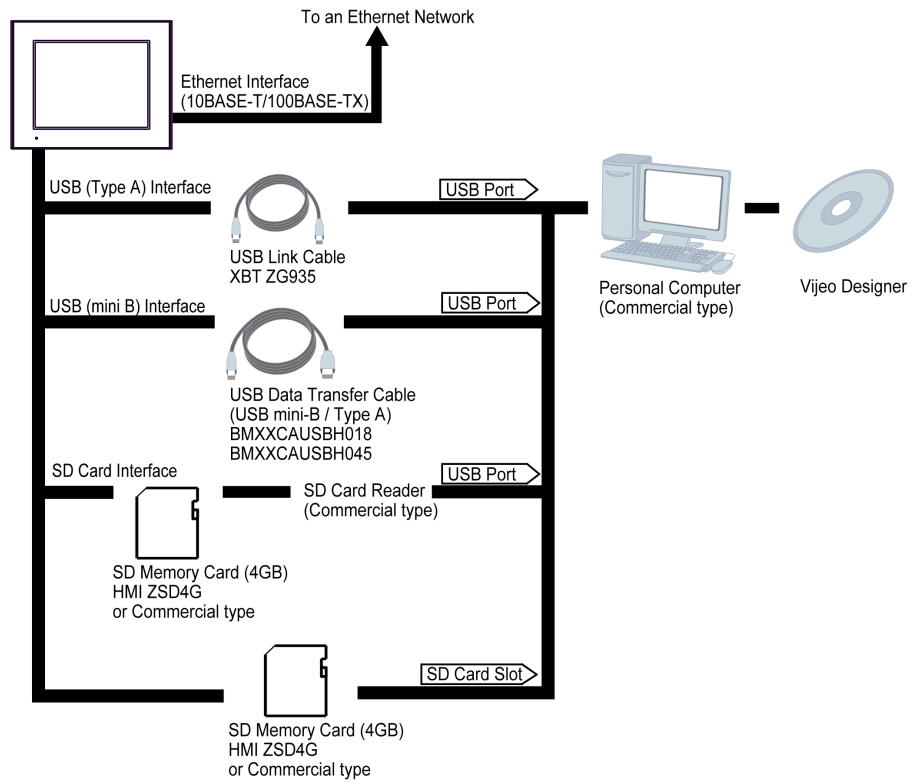 To an Ethernet Network
Ethernet Interface
(10BASE-T/100BASE-TX)
USB (Type A) Interface
USB Port
USB Link Cable
XBT ZG935
Personal Computer
(Commercial type)
Vijeo Designer
USB (mini B) Interface
USB Port
USB Data Transfer Cable
(USB mini-B / Type A)
BMXXCAUSBH018
BMXXCAUSBH045
SD Card Interface
USB Port
SD Card Reader
(Commercial type)
SD Memory Card (4GB)
HMI ZSD4G
or Commercial type
SD Card Slot
SD Memory Card (4GB)
HMI ZSD4G
or Commercial type